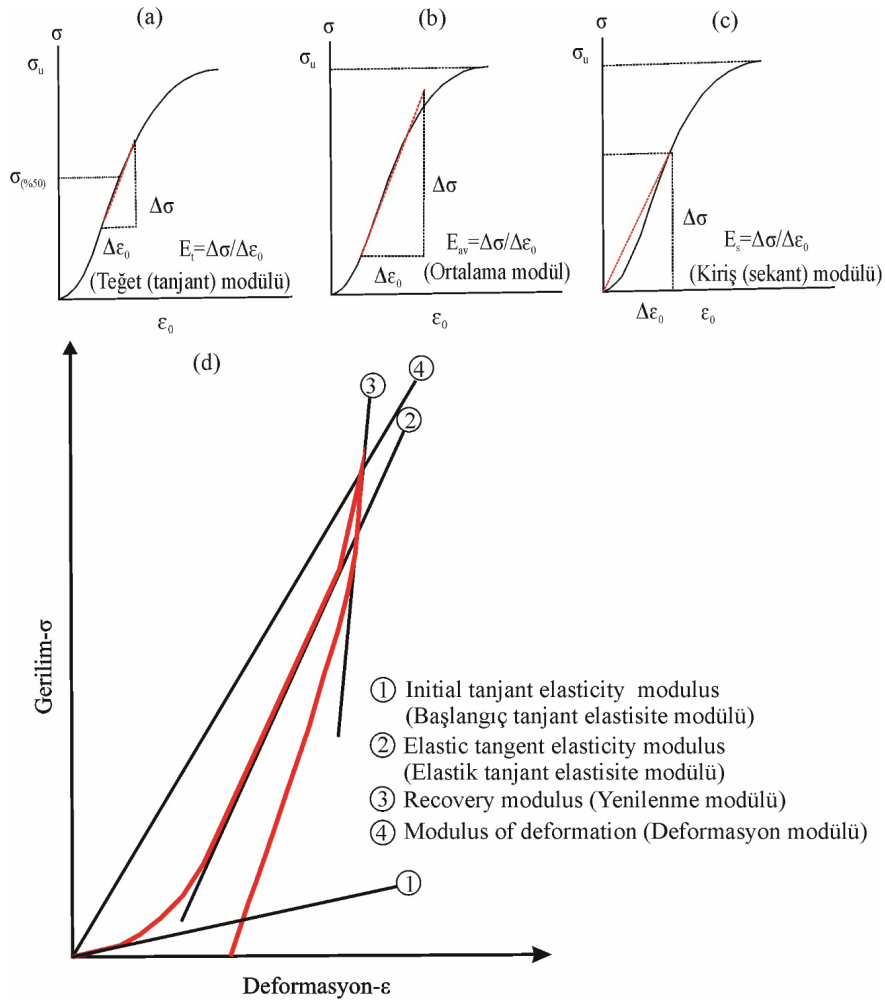 (a)
σ
σu
σ(%50)
Δσ
Δε0
Et=Δσ/Δε0
(Teğet (tanjant) modülü)
ε0
(b)
σ
σu
Δσ
Eav=Δσ/Δε0
Δε0
(Ortalama modül)
ε0
(c)
σ
σu
Δσ
Es=Δσ/Δε0
(Kiriş (sekant) modülü)
Δε0
ε0
(d)
3
4
2
1
Gerilim-σ
Deformasyon-ε
1 Initial tanjant elasticity modulus
(Başlangıç tanjant elastisite modülü)
2 Elastic tangent elasticity modulus
(Elastik tanjant elastisite modülü)
3 Recovery modulus (Yenilenme modülü)
4 Modulus of deformation (Deformasyon modülü)